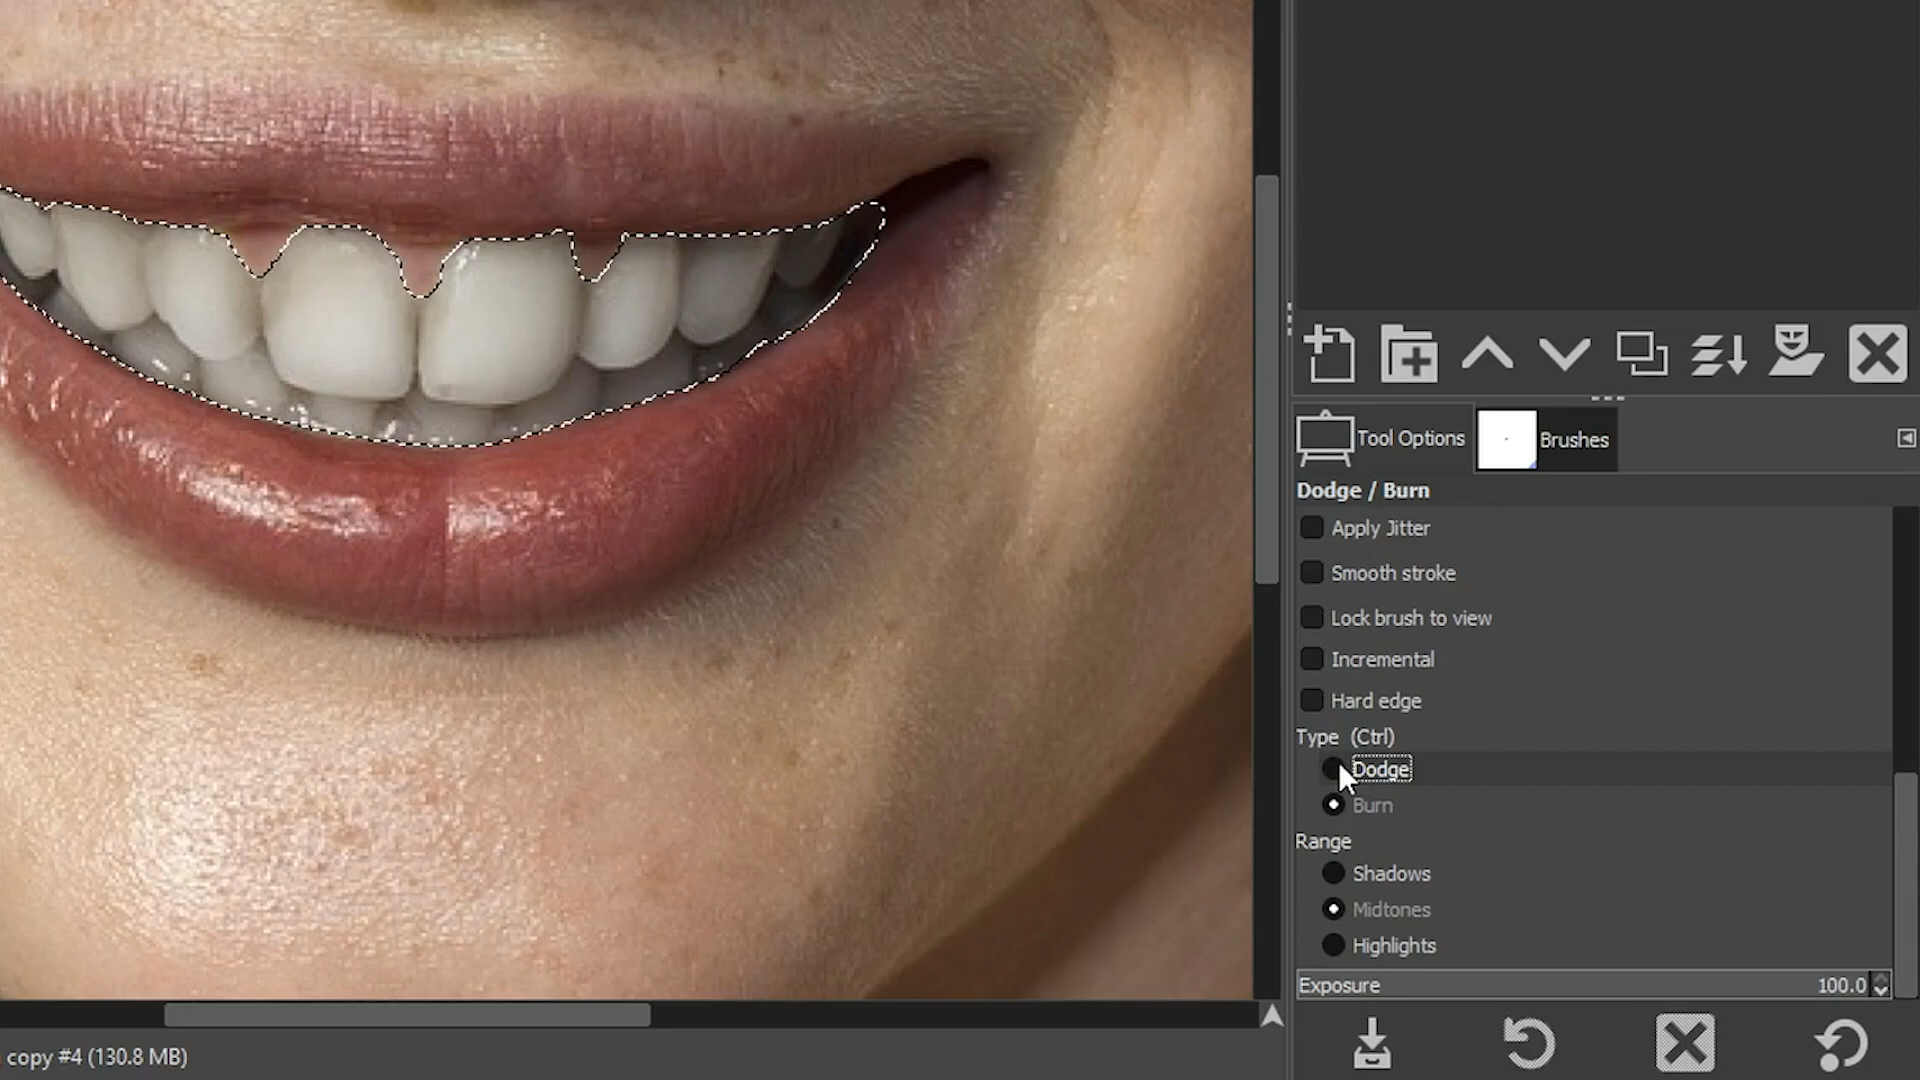 Tool Options
Brushes
Dodge / Burn
Apply Jitter
Smooth stroke
Lock brush to view
Incremental
Hard edge
Type (Ctrl)
Dodge
Burn
Range
Shadows
Midtones
Highlights
Exposure 100.0
copy #4 (130.8 MB)